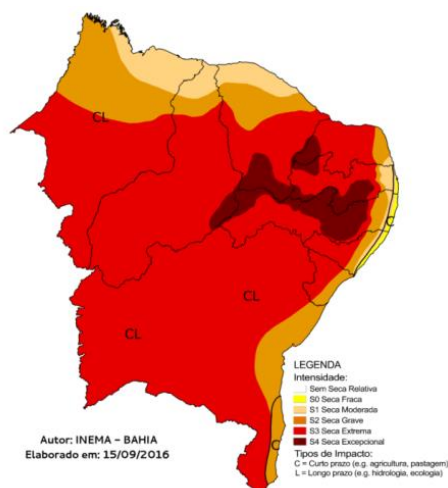 CL
C
CL
CL
C
LEGENDA
Intensidade:
Sem Seca Relativa
S0 Seca Fraca
S1 Seca Moderada
S2 Seca Grave
S3 Seca Extrema
S4 Seca Excepcional
Tipos de Impacto:
C = Curto prazo (e.g. agricultura, pastagem)
L = Longo prazo (e.g. hidrologia, ecologia)
Autor: INEMA – BAHIA
Elaborado em: 15/09/2016